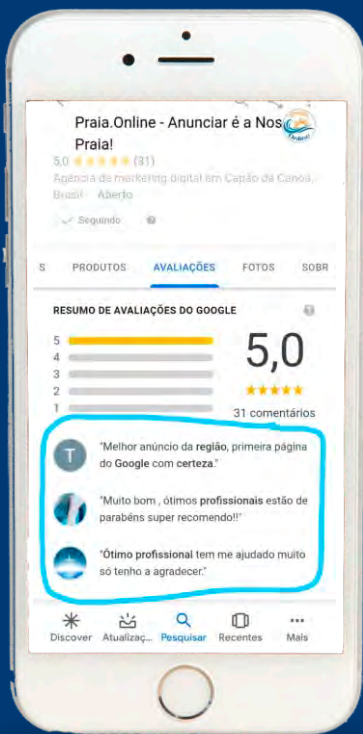 Praia.Online - Anunciar é a Nos
Praia!
5,0 (31)
Agência de marketing digital em Capão da Canoa,
Brasil Aberto
Seguindo
S PRODUTOS AVALIAÇÕES FOTOS SOBR
RESUMO DE AVALIAÇÕES DO GOOGLE
5
4
3
2
1
5,0
31 comentários
T
"Melhor anúncio da região, primeira página
do Google com certeza."
"Muito bom , ótimos profissionais estão de
parabéns super recomendo!!"
"Ótimo profissional tem me ajudado muito
só tenho a agradecer."
Discover Atualizaç... Pesquisar Recentes Mais